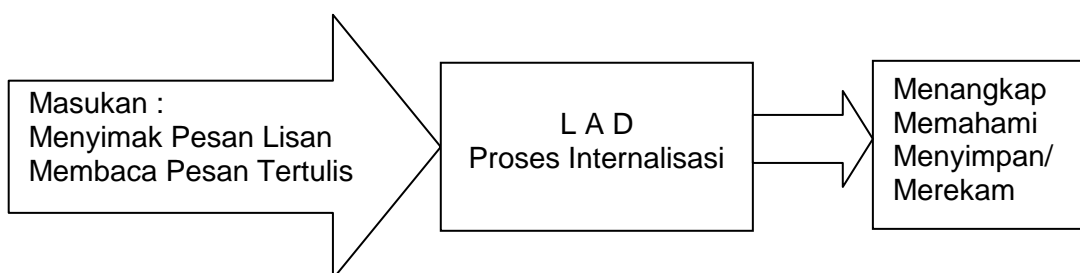 Masukan :
Menyimak Pesan Lisan
Membaca Pesan Tertulis
L A D
Proses Internalisasi
Menangkap
Memahami
Menyimpan/
Merekam